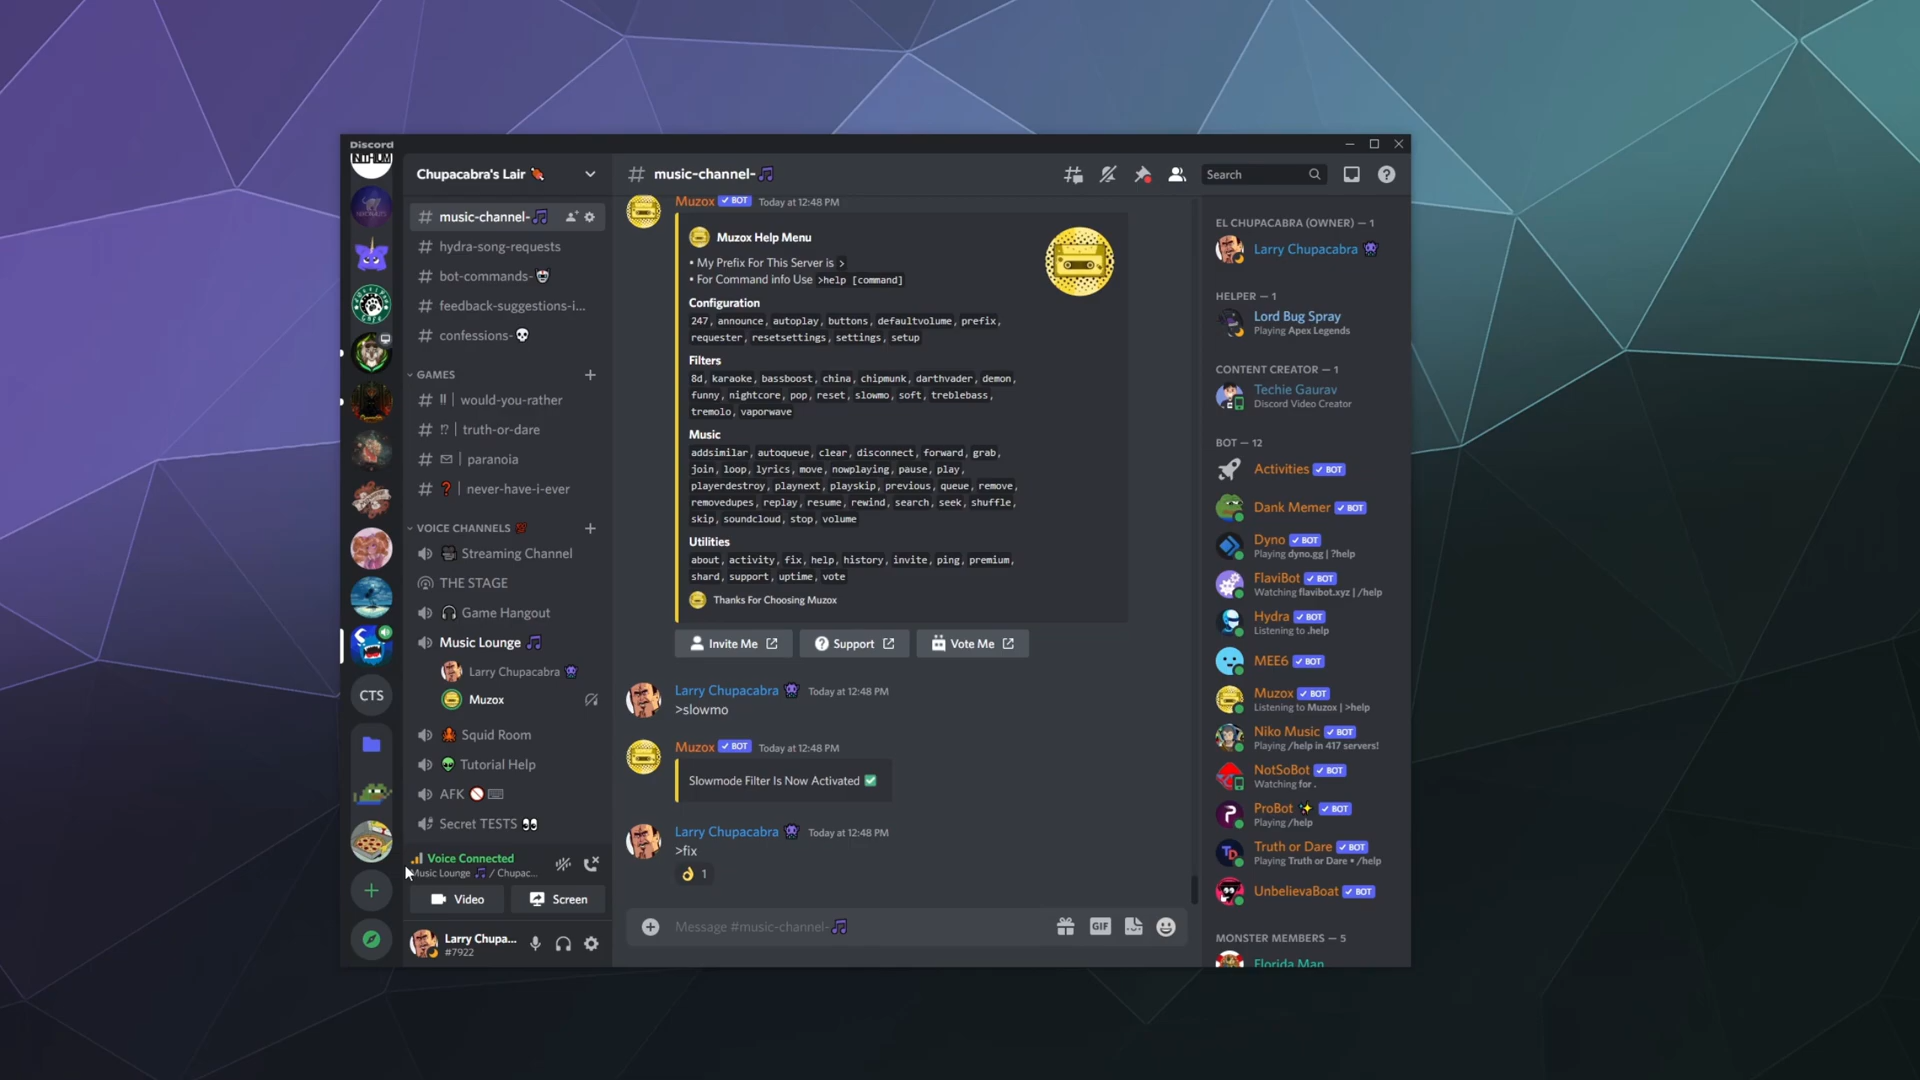 Discord
Chupacabra's Lair
music-channel-
hydra-song-requests
bot-commands-
feedback-suggestions-i...
confessions-
GAMES
would-you-rather
truth-or-dare
paranoia
never-have-i-ever
VOICE CHANNELS
Streaming Channel
THE STAGE
Game Hangout
Music Lounge
Larry Chupacabra
Muzox
Squid Room
Tutorial Help
AFK
Secret TESTS
CTS
Voice Connected
Music Lounge / Chupac...
Video
Screen
Larry Chupa...
#7922
# music-channel-
Search
Muzox BOT Today at 12:48 PM
Muzox Help Menu
• My Prefix For This Server is >
• For Command info Use >help [command]
Configuration
247, announce, autoplay, buttons, defaultvolume, prefix,
requester, resetsettings, settings, setup
Filters
8d, karaoke, bassboost, china, chipmunk, darthvader, demon,
funny, nightcore, pop, reset, slowmo, soft, treblebass,
tremolo, vaporwave
Music
addsimilar, autoqueue, clear, disconnect, forward, grab,
join, loop, lyrics, move, nowplaying, pause, play,
playerdestroy, playnext, playskip, previous, queue, remove,
removedupes, replay, resume, rewind, search, seek, shuffle,
skip, soundcloud, stop, volume
Utilities
about, activity, fix, help, history, invite, ping, premium,
shard, support, uptime, vote
Thanks For Choosing Muzox
Invite Me
Support
Vote Me
Larry Chupacabra Today at 12:48 PM
>slowmo
Muzox BOT Today at 12:48 PM
Slowmode Filter Is Now Activated
Larry Chupacabra Today at 12:48 PM
>fix
1
Message #music-channel-
GIF
EL CHUPACABRA (OWNER) — 1
Larry Chupacabra
HELPER — 1
Lord Bug Spray
Playing Apex Legends
CONTENT CREATOR — 1
Techie Gaurav
Discord Video Creator
BOT — 12
Activities BOT
Dank Memer BOT
Dyno BOT
Playing dyno.gg | ?help
FlaviBot BOT
Watching flavibot.xyz | /help
Hydra BOT
Listening to .help
MEE6 BOT
Muzox BOT
Listening to Muzox | >help
Niko Music BOT
Playing /help in 417 servers!
NotSoBot BOT
Watching for .
ProBot BOT
Playing /help
Truth or Dare BOT
Playing Truth or Dare • /help
UnbelievaBoat BOT
MONSTER MEMBERS — 5
Florida Man